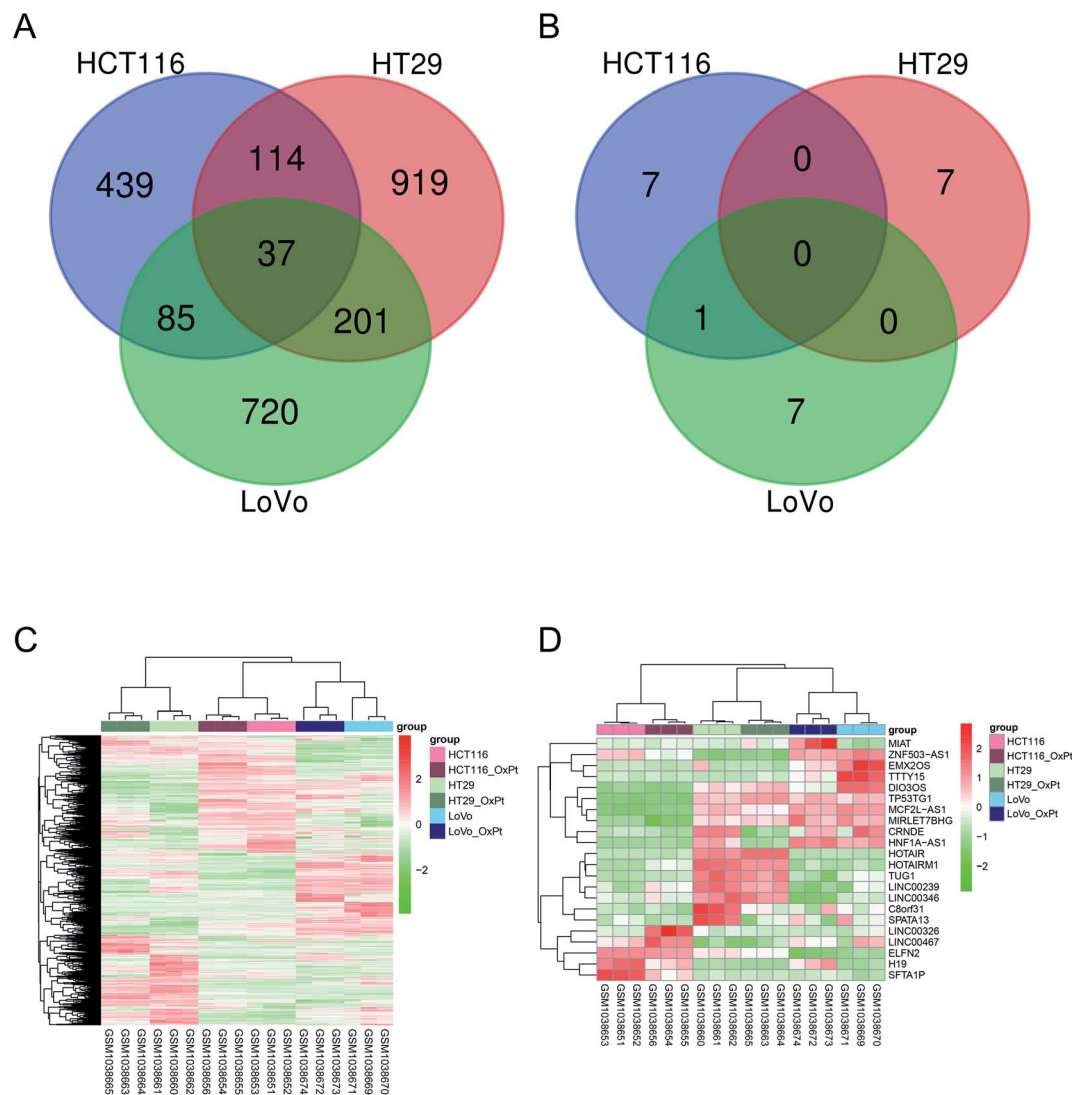 A
B
HCT116
HT29
HCT116
HT29
439
114
919
37
85
201
720
LoVo
7
0
7
0
1
0
7
LoVo
C
D
group
group
HCT116
HCT116_OxPt
HT29
HT29_OxPt
LoVo
LoVo_OxPt
2
0
−2
GSM1038665
GSM1038663
GSM1038664
GSM1038661
GSM1038660
GSM1038662
GSM1038656
GSM1038654
GSM1038655
GSM1038653
GSM1038651
GSM1038652
GSM1038674
GSM1038672
GSM1038673
GSM1038671
GSM1038669
GSM1038670
group
MIAT
ZNF503−AS1
EMX2OS
TTTY15
DIO3OS
TP53TG1
MCF2L−AS1
MIRLET7BHG
CRNDE
HNF1A−AS1
HOTAIR
HOTAIRM1
TUG1
LINC00239
LINC00346
C8orf31
SPATA13
LINC00326
LINC00467
ELFN2
H19
SFTA1P
2
1
0
−1
−2
group
HCT116
HCT116_OxPt
HT29
HT29_OxPt
LoVo
LoVo_OxPt
GSM1038653
GSM1038651
GSM1038652
GSM1038656
GSM1038654
GSM1038655
GSM1038660
GSM1038661
GSM1038662
GSM1038665
GSM1038663
GSM1038664
GSM1038674
GSM1038672
GSM1038673
GSM1038671
GSM1038669
GSM1038670